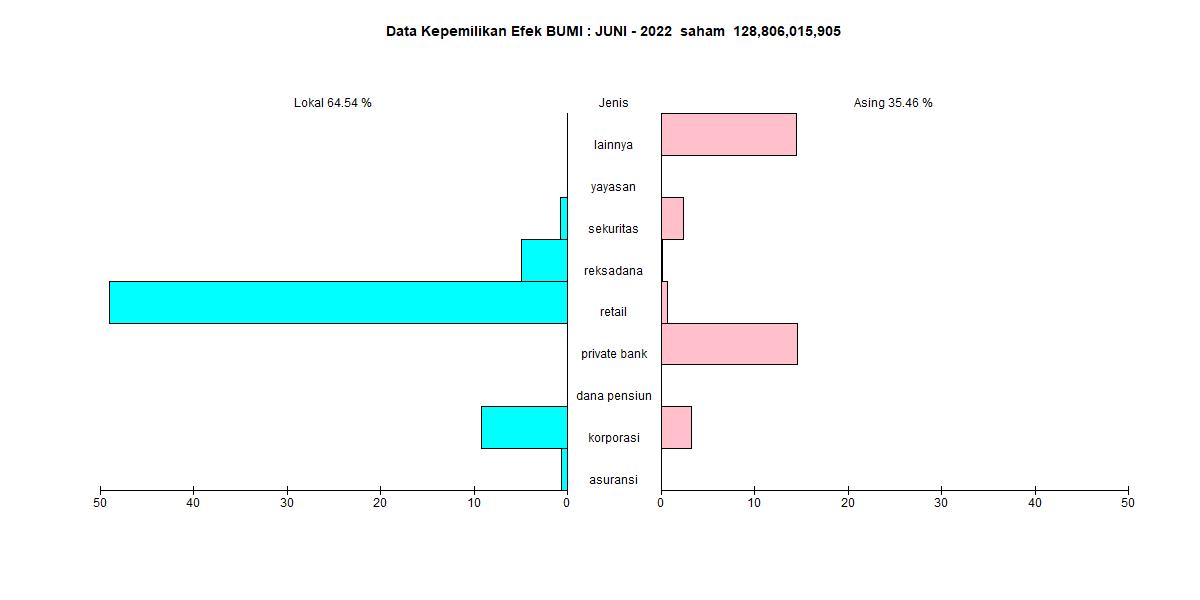 Data Kepemilikan Efek BUMI : JUNI - 2022  saham  128,806,015,905
Lokal 64.54 %
Jenis
Asing 35.46 %
lainnya
yayasan
sekuritas
reksadana
retail
private bank
dana pensiun
korporasi
asuransi
50 40 30 20 10 0
0 10 20 30 40 50